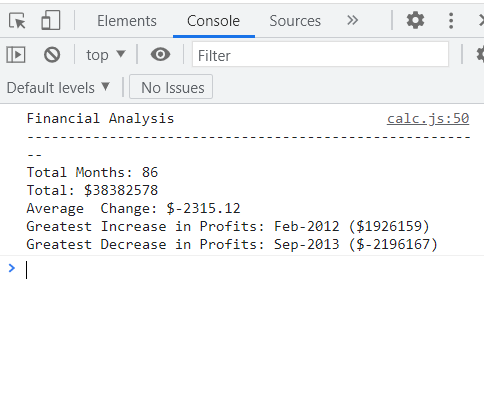 Elements Console Sources »
top ▼ Filter
Default levels ▼ No Issues
Financial Analysis calc.js:50
----------------------------------------------------
--
Total Months: 86
Total: $38382578
Average  Change: $-2315.12
Greatest Increase in Profits: Feb-2012 ($1926159)
Greatest Decrease in Profits: Sep-2013 ($-2196167)
>